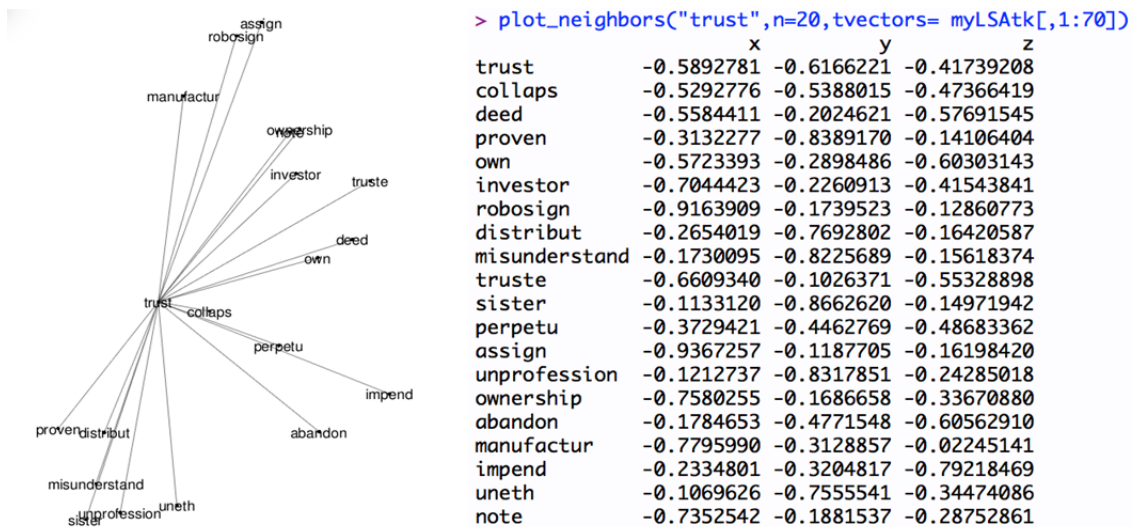 assign
robosign
manufactur
ownership
note
investor
truste
deed
own
trust
collaps
perpetu
impend
proven
distribut
abandon
misunderstand
uneth
unprofession
sister
> plot_neighbors("trust",n=20,tvectors= myLSAtk[,1:70])
x y z
trust -0.5892781 -0.6166221 -0.41739208
collaps -0.5292776 -0.5388015 -0.47366419
deed -0.5584411 -0.2024621 -0.57691545
proven -0.3132277 -0.8389170 -0.14106404
own -0.5723393 -0.2898486 -0.60303143
investor -0.7044423 -0.2260913 -0.41543841
robosign -0.9163909 -0.1739523 -0.12860773
distribut -0.2654019 -0.7692802 -0.16420587
misunderstand -0.1730095 -0.8225689 -0.15618374
truste -0.6609340 -0.1026371 -0.55328898
sister -0.1133120 -0.8662620 -0.14971942
perpetu -0.3729421 -0.4462769 -0.48683362
assign -0.9367257 -0.1187705 -0.16198420
unprofession -0.1212737 -0.8317851 -0.24285018
ownership -0.7580255 -0.1686658 -0.33670880
abandon -0.1784653 -0.4771548 -0.60562910
manufactur -0.7795990 -0.3128857 -0.02245141
impend -0.2334801 -0.3204817 -0.79218469
uneth -0.1069626 -0.7555541 -0.34474086
note -0.7352542 -0.1881537 -0.28752861